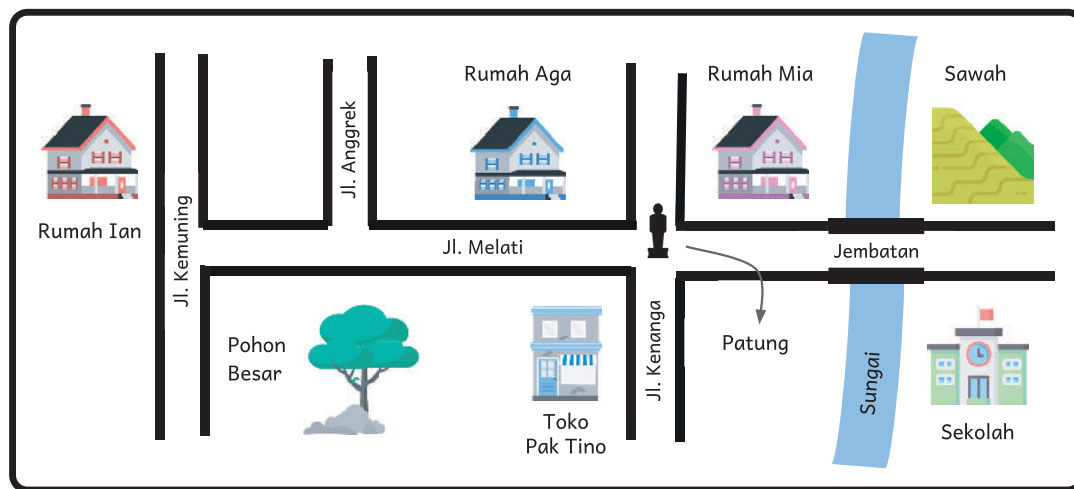 Rumah Aga
Rumah Mia
Sawah
Jl. Anggrek
Rumah Ian
Jl. Kemuning
Jl. Melati
Jembatan
Pohon
Besar
Toko
Pak Tino
Jl. Kenanga
Patung
Sungai
Sekolah